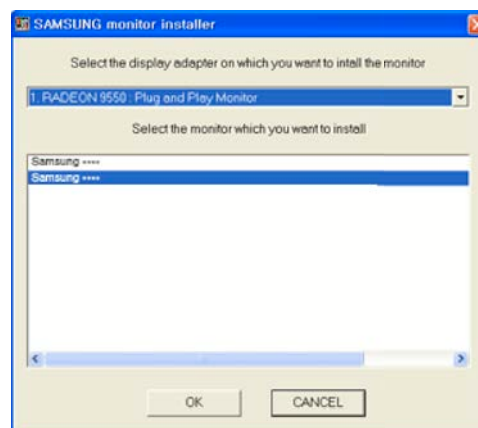 SAMSUNG monitor installer
Select the display adapter on which you want to intall the monitor
1. RADEON 9550 : Plug and Play Monitor
Select the monitor which you want to install
Samsung ****
Samsung ****
OK
CANCEL